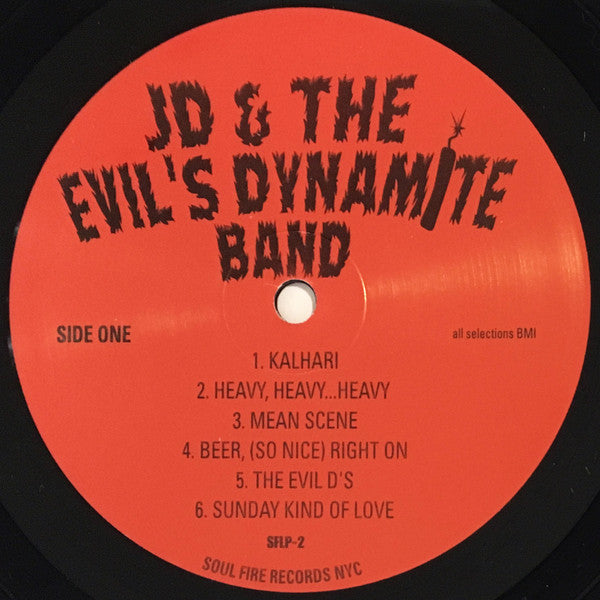 JD & THE
EVIL'S DYNAMITE
BAND
SIDE ONE
all selections BMI
1. KALHARI
2. HEAVY, HEAVY...HEAVY
3. MEAN SCENE
4. BEER, (SO NICE) RIGHT ON
5. THE EVIL D'S
6. SUNDAY KIND OF LOVE
SFLP-2
SOUL FIRE RECORDS NYC